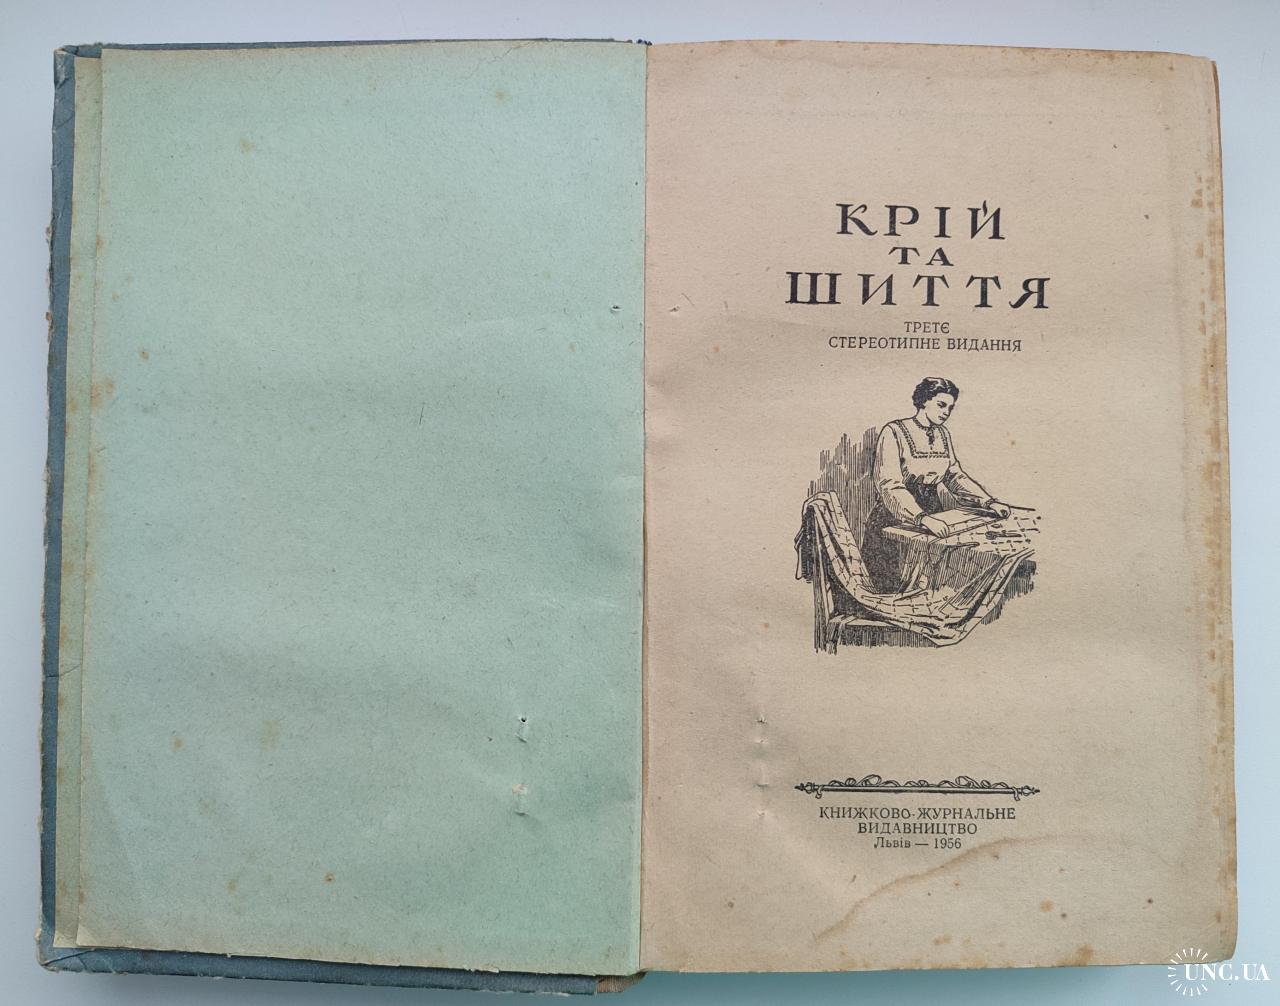 КРІЙ
ТА
ШИТТЯ
ТРЕТЄ
СТЕРЕОТИПНЕ ВИДАННЯ
КНИЖКОВО-ЖУРНАЛЬНЕ
ВИДАВНИЦТВО
Львів — 1956
UNC.UA